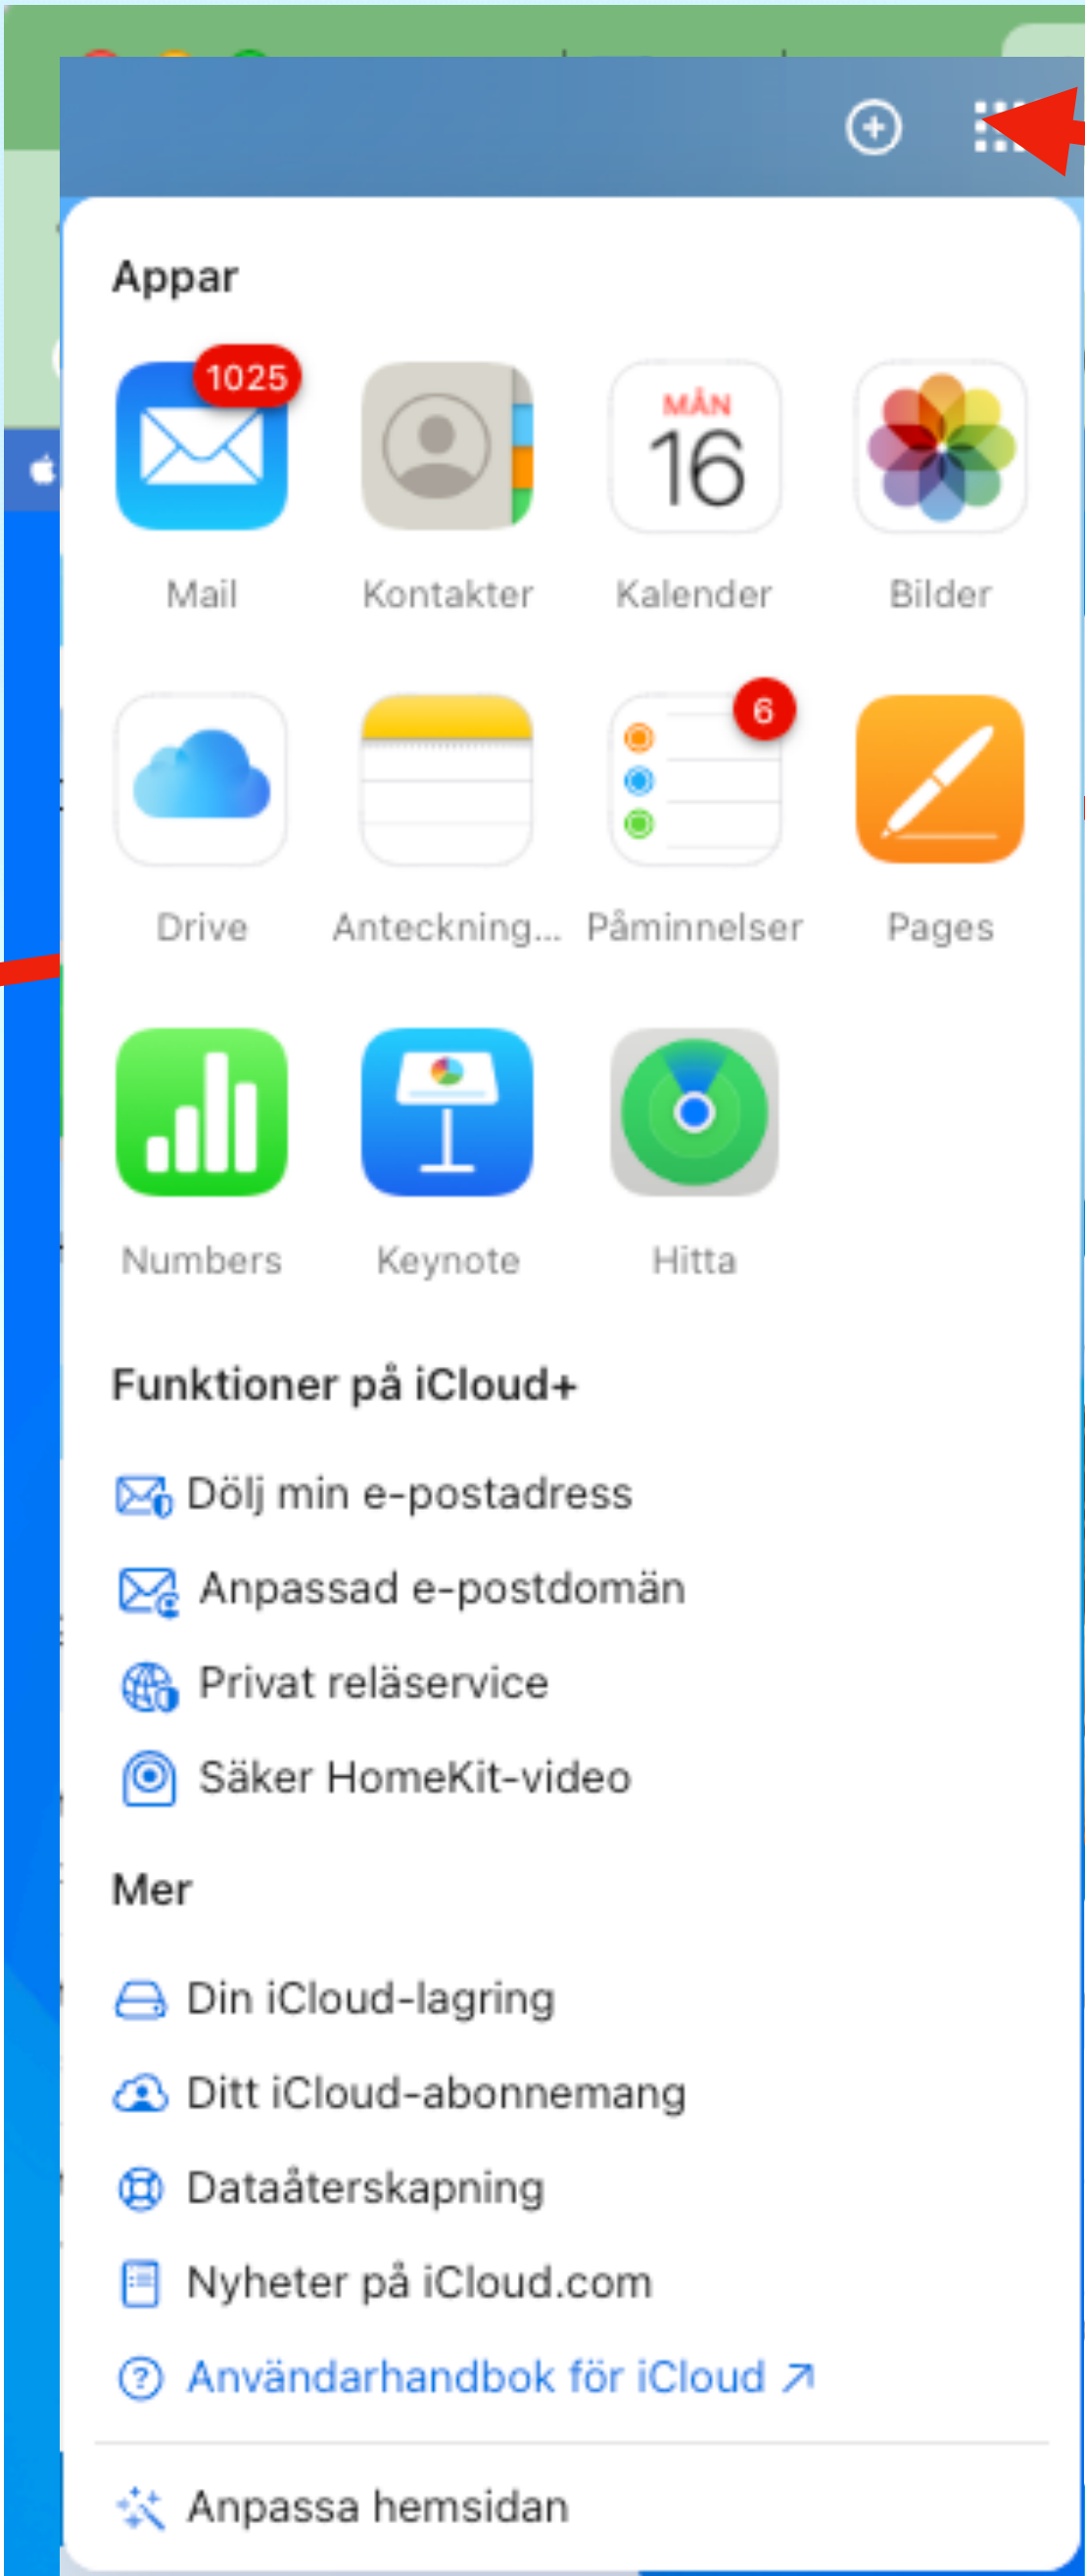 Appar
1025
MÅN
16
Mail Kontakter Kalender Bilder
6
Drive Anteckning... Påminnelser Pages
Numbers Keynote Hitta
Funktioner på iCloud+
Dölj min e-postadress
Anpassad e-postdomän
Privat reläservice
Säker HomeKit-video
Mer
Din iCloud-lagring
Ditt iCloud-abonnemang
Dataåterskapning
Nyheter på iCloud.com
Användarhandbok för iCloud ↗
Anpassa hemsidan